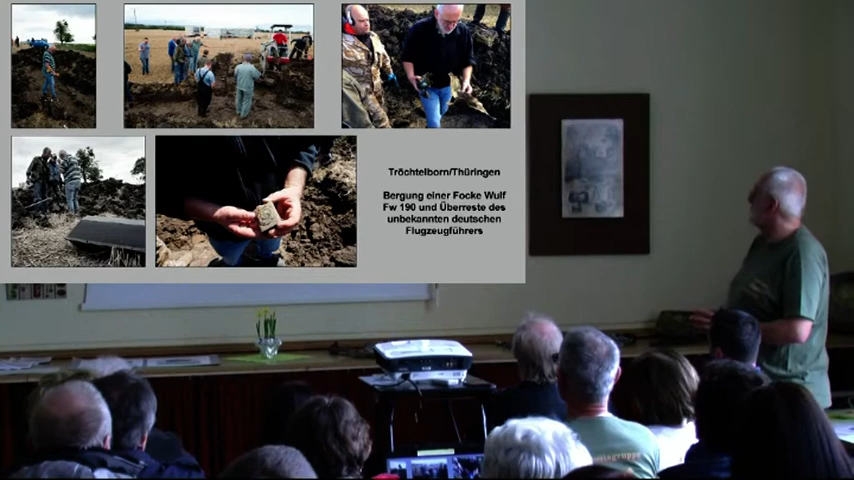 Tröchtelborn/Thüringen
Bergung einer Focke Wulf
Fw 190 und Überreste des
unbekannten deutschen
Flugzeugführers